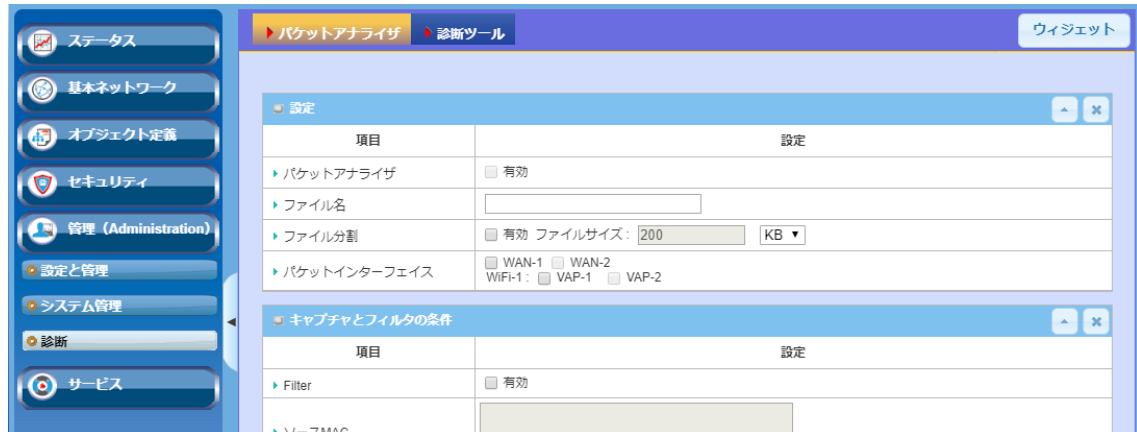 ステータス
基本ネットワーク
オブジェクト定義
セキュリティ
管理（Administration）
設定と管理
システム管理
診断
サービス
パケットアナライザ 診断ツール ウィジェット
設定
項目 設定
パケットアナライザ 有効
ファイル名
ファイル分割 有効 ファイルサイズ : 200 KB
パケットインターフェイス WAN-1 WAN-2
WiFi-1 : VAP-1 VAP-2
キャプチャとフィルタの条件
項目 設定
Filter 有効
ソースMAC